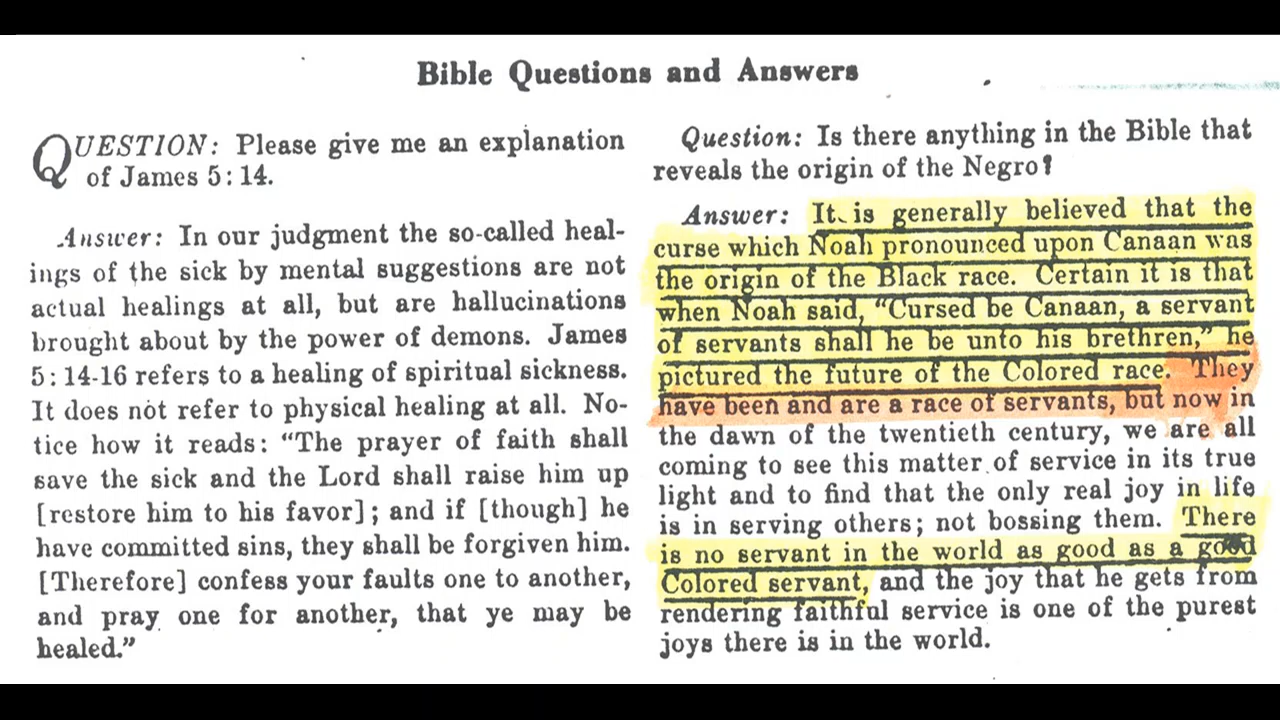 Bible Questions and Answers
QUESTION: Please give me an explanation
of James 5:14.
Answer: In our judgment the so-called heal-
ings of the sick by mental suggestions are not
actual healings at all, but are hallucinations
brought about by the power of demons. James
5:14-16 refers to a healing of spiritual sickness.
It does not refer to physical healing at all. No-
tice how it reads: "The prayer of faith shall
save the sick and the Lord shall raise him up
[restore him to his favor]; and if [though] he
have committed sins, they shall be forgiven him.
[Therefore] confess your faults one to another,
and pray one for another, that ye may be
healed."
Question: Is there anything in the Bible that
reveals the origin of the Negro?
Answer: It is generally believed that the
curse which Noah pronounced upon Canaan was
the origin of the Black race. Certain it is that
when Noah said, "Cursed be Canaan, a servant
of servants shall he be unto his brethren," he
pictured the future of the Colored race. They
have been and are a race of servants, but now in
the dawn of the twentieth century, we are all
coming to see this matter of service in its true
light and to find that the only real joy in life
is in serving others; not bossing them. There
is no servant in the world as good as a good
Colored servant, and the joy that he gets from
rendering faithful service is one of the purest
joys there is in the world.